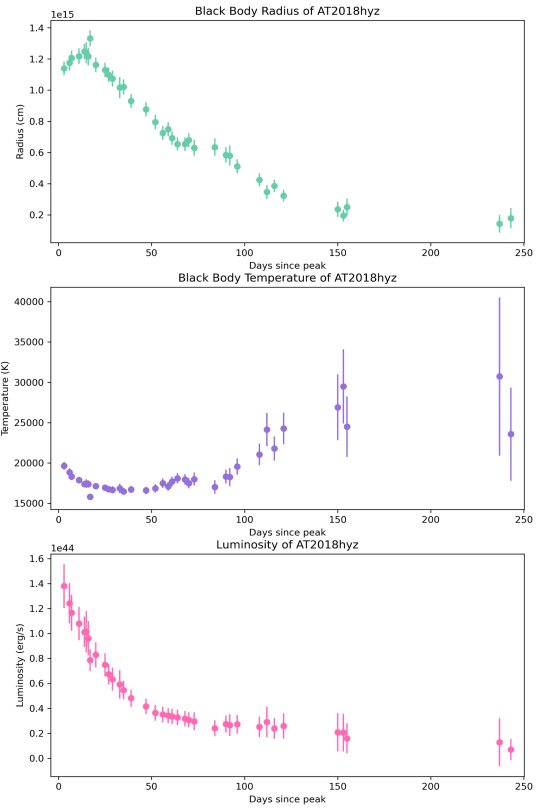 Black Body Radius of AT2018hyz
1e15
1.4
1.2
1.0
0.8
0.6
0.4
0.2
Radius (cm)
0 50 100 150 200 250
Days since peak
Black Body Temperature of AT2018hyz
40000
35000
30000
25000
20000
15000
Temperature (K)
0 50 100 150 200 250
Days since peak
Luminosity of AT2018hyz
1e44
1.6
1.4
1.2
1.0
0.8
0.6
0.4
0.2
0.0
Luminosity (erg/s)
0 50 100 150 200 250
Days since peak